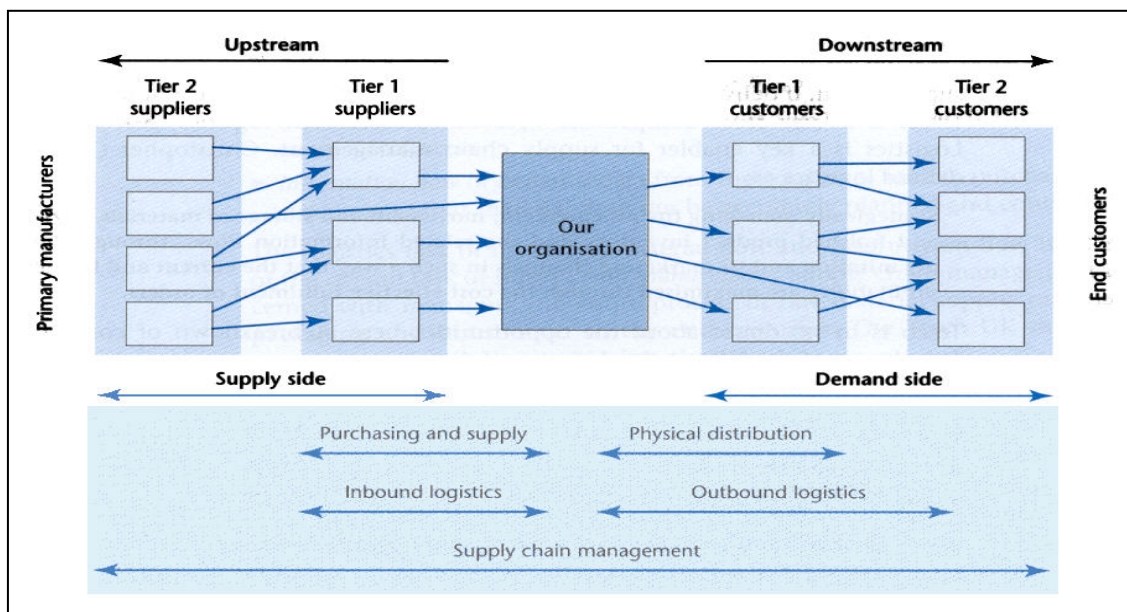 Upstream
Downstream
Tier 2
suppliers
Tier 1
suppliers
Tier 1
customers
Tier 2
customers
Primary manufacturers
Our
organisation
End customers
Supply side
Demand side
Purchasing and supply
Physical distribution
Inbound logistics
Outbound logistics
Supply chain management